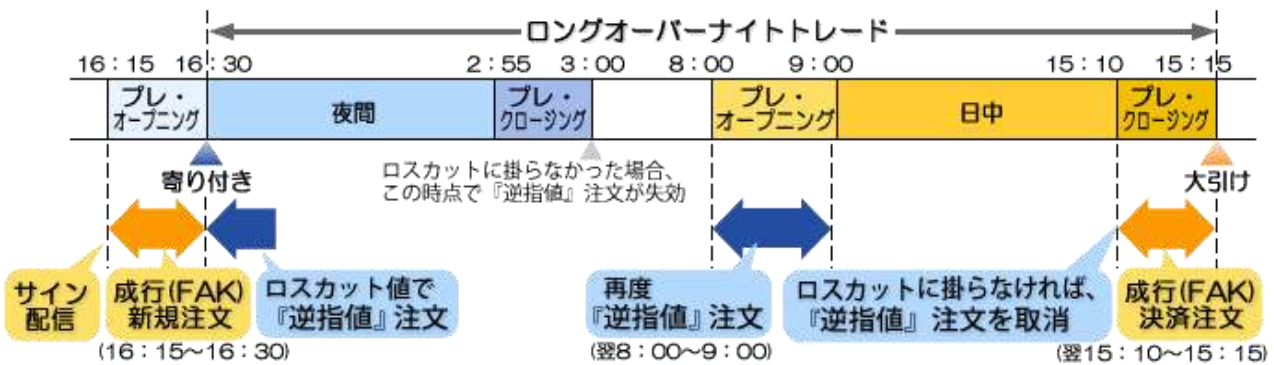 ロングオーバーナイトトレード
16：15 16：30 2：55 3：00 8：00 9：00 15：10 15：15
プレ・
オープニング
夜間
プレ・
クロージング
プレ・
オープニング
日中
プレ・
クロージング
寄り付き
ロスカットに掛らなかった場合、
この時点で『逆指値』注文が失効
大引け
サイン
配信
成行(FAK)
新規注文
(16：15～16：30)
ロスカット値で
『逆指値』注文
再度
『逆指値』注文
(翌8：00～9：00)
ロスカットに掛らなければ、
『逆指値』注文を取消
成行(FAK)
決済注文
(翌15：10～15：15)